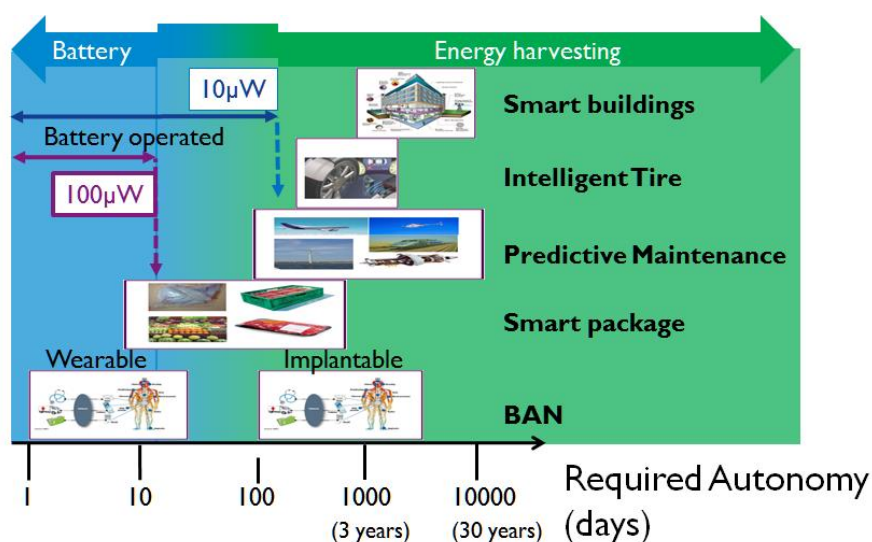 Battery
Energy harvesting
10µW
Smart buildings
Battery operated
100µW
Intelligent Tire
Predictive Maintenance
Smart package
Wearable
Implantable
BAN
1
10
100
1000
10000
(3 years)
(30 years)
Required Autonomy
(days)